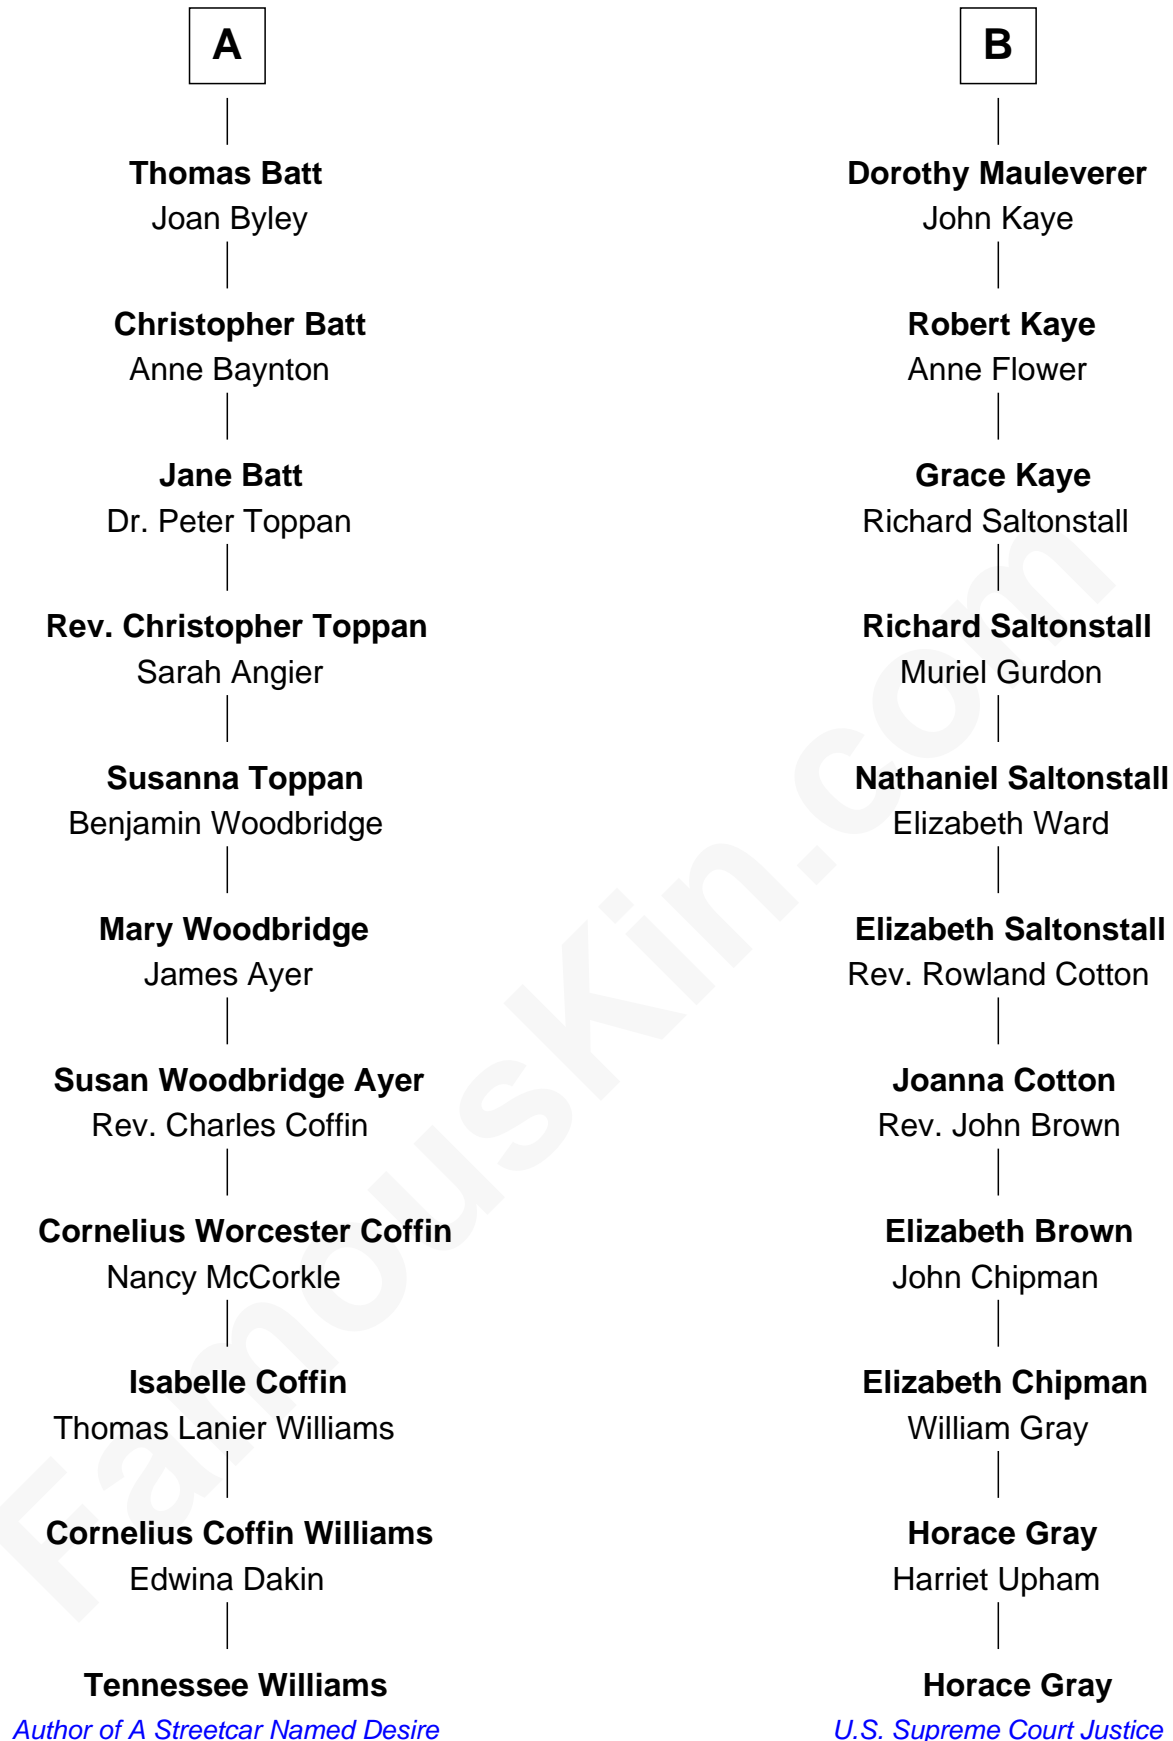 A
Thomas Batt
Joan Byley
Christopher Batt
Anne Baynton
Jane Batt
Dr. Peter Toppan
Rev. Christopher Toppan
Sarah Angier
Susanna Toppan
Benjamin Woodbridge
Mary Woodbridge
James Ayer
Susan Woodbridge Ayer
Rev. Charles Coffin
Cornelius Worcester Coffin
Nancy McCorkle
Isabelle Coffin
Thomas Lanier Williams
Cornelius Coffin Williams
Edwina Dakin
Tennessee Williams
Author of A Streetcar Named Desire
B
Dorothy Mauleverer
John Kaye
Robert Kaye
Anne Flower
Grace Kaye
Richard Saltonstall
Richard Saltonstall
Muriel Gurdon
Nathaniel Saltonstall
Elizabeth Ward
Elizabeth Saltonstall
Rev. Rowland Cotton
Joanna Cotton
Rev. John Brown
Elizabeth Brown
John Chipman
Elizabeth Chipman
William Gray
Horace Gray
Harriet Upham
Horace Gray
U.S. Supreme Court Justice
FamousKin.com